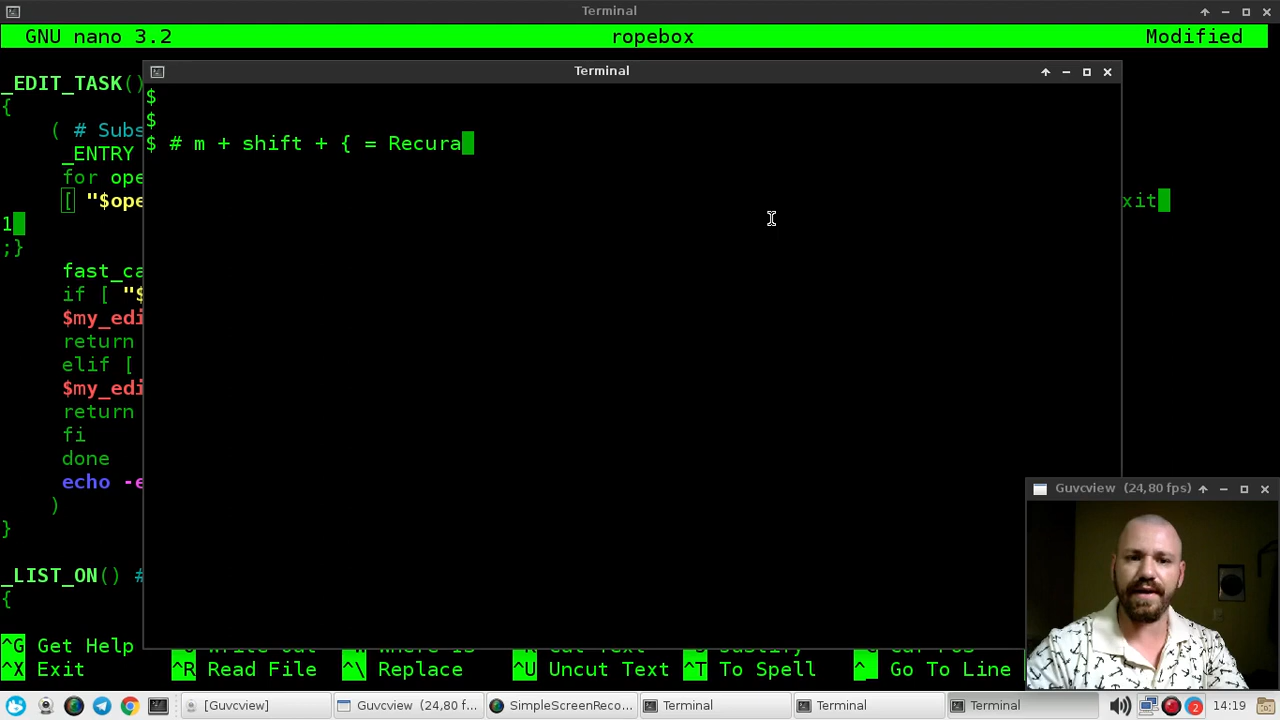 Terminal
GNU nano 3.2 ropebox Modified
Terminal
_EDIT_TASK()
{
( # Subs
_ENTRY
for ope
[ "$ope xit
1
;}
fast_ca
if [ "$
$my_edi
return
elif [
$my_edi
return
fi
done
echo -e
)
}
_LIST_ON() #
{
$
$
$ # m + shift + { = Recura
Guvcview (24,80 fps)
^G Get Help
^X Exit ^R Read File ^\ Replace ^U Uncut Text ^T To Spell ^_ Go To Line
[Guvcview] Guvcview (24,80 f... SimpleScreenReco... Terminal Terminal Terminal 2 14:19